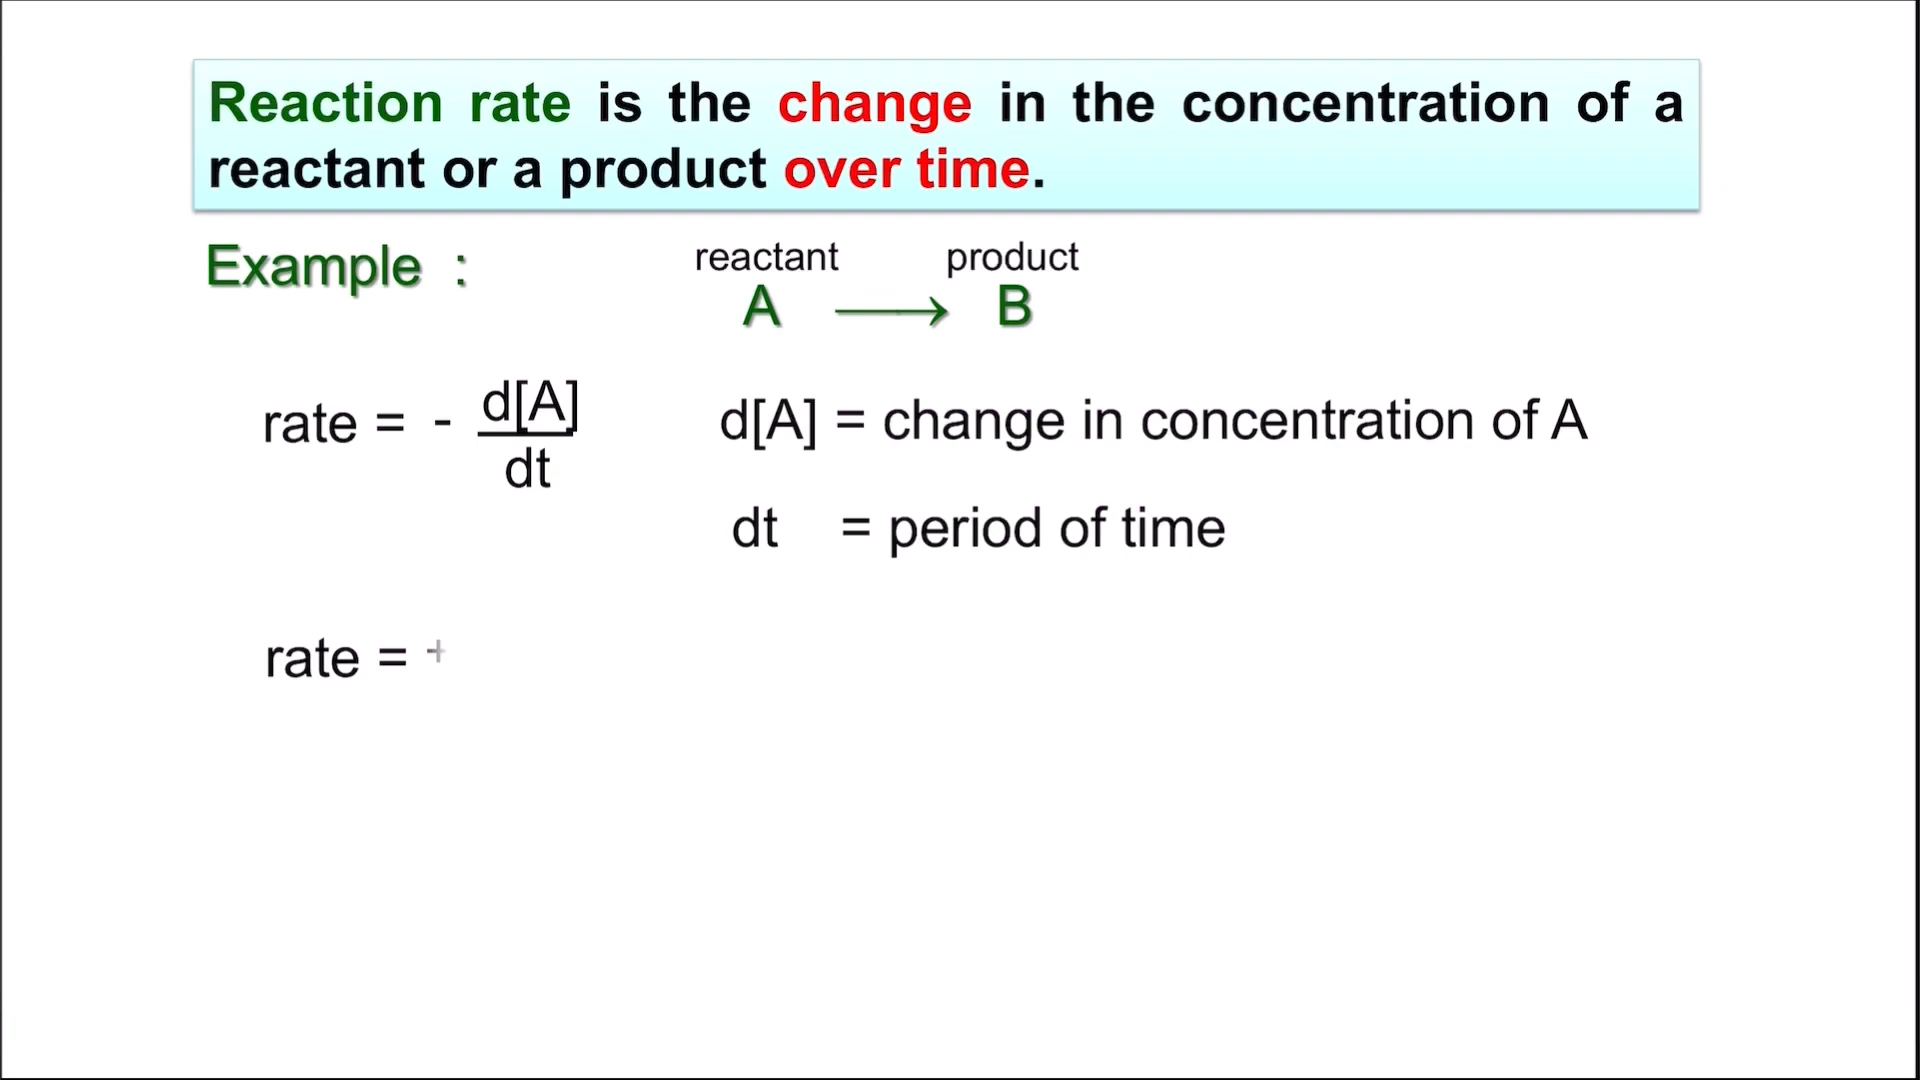 Reaction rate is the change in the concentration of a
reactant or a product over time.
Example :
reactant product
A ⟶ B
rate = - d[A]
dt
d[A] = change in concentration of A
dt = period of time
rate = +